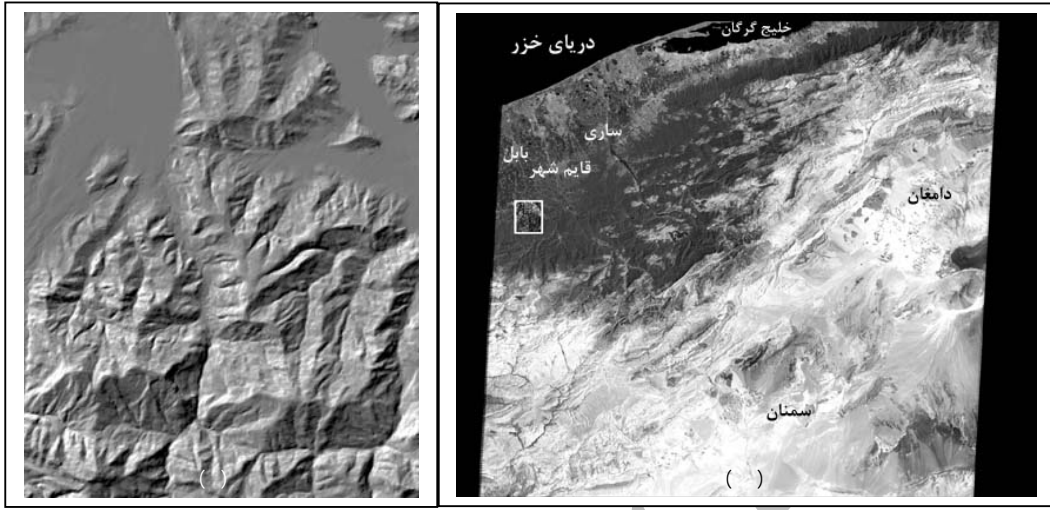 خلیج گرگان
دریای خزر
ساری
بابل
قایم شهر
دامغان
سمنان
( )
( )